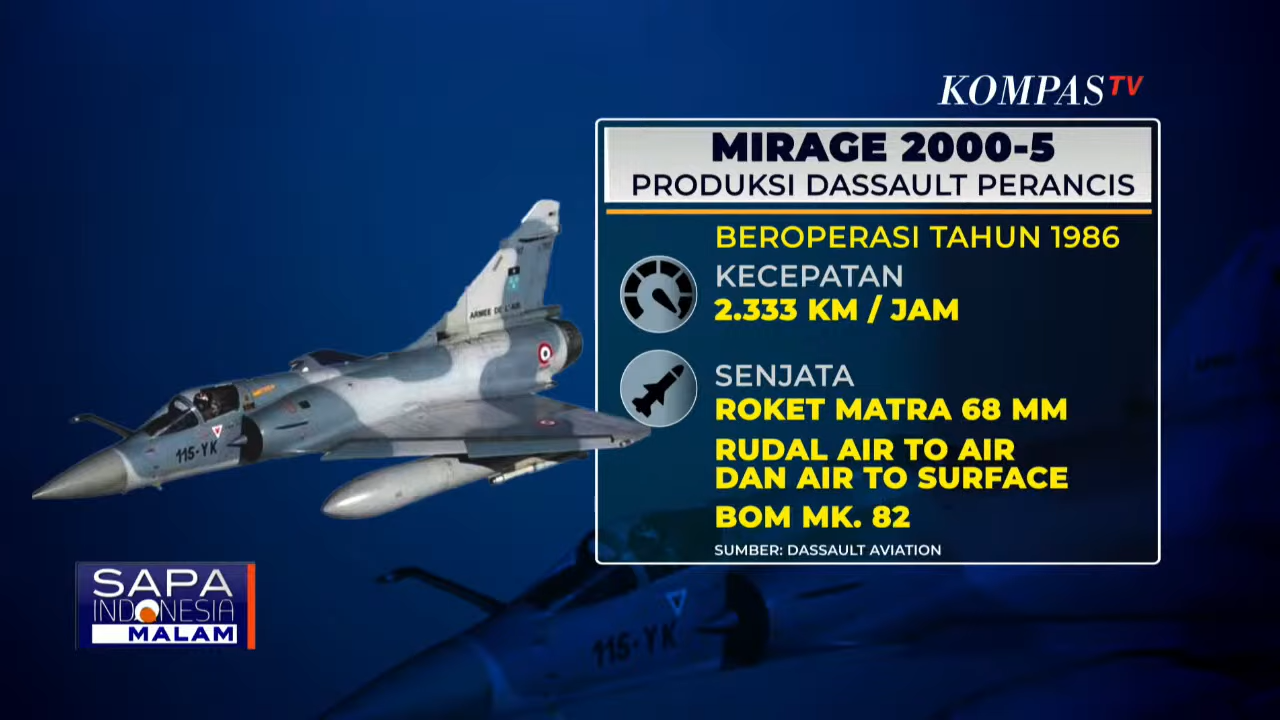 KOMPASTV
MIRAGE 2000-5
PRODUKSI DASSAULT PERANCIS
BEROPERASI TAHUN 1986
KECEPATAN
2.333 KM / JAM
SENJATA
ROKET MATRA 68 MM
RUDAL AIR TO AIR
DAN AIR TO SURFACE
BOM MK. 82
SUMBER: DASSAULT AVIATION
ARMEE DE L'AIR
115-YK
115-YK
SAPA
INDONESIA
MALAM